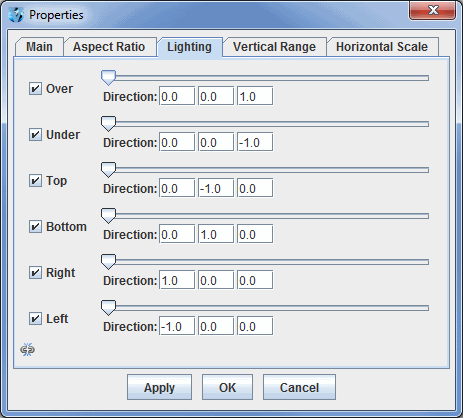 Properties
Main Aspect Ratio Lighting Vertical Range Horizontal Scale
Over
Direction: 0.0 0.0 1.0
Under
Direction: 0.0 0.0 -1.0
Top
Direction: 0.0 -1.0 0.0
Bottom
Direction: 0.0 1.0 0.0
Right
Direction: 1.0 0.0 0.0
Left
Direction: -1.0 0.0 0.0
Apply OK Cancel